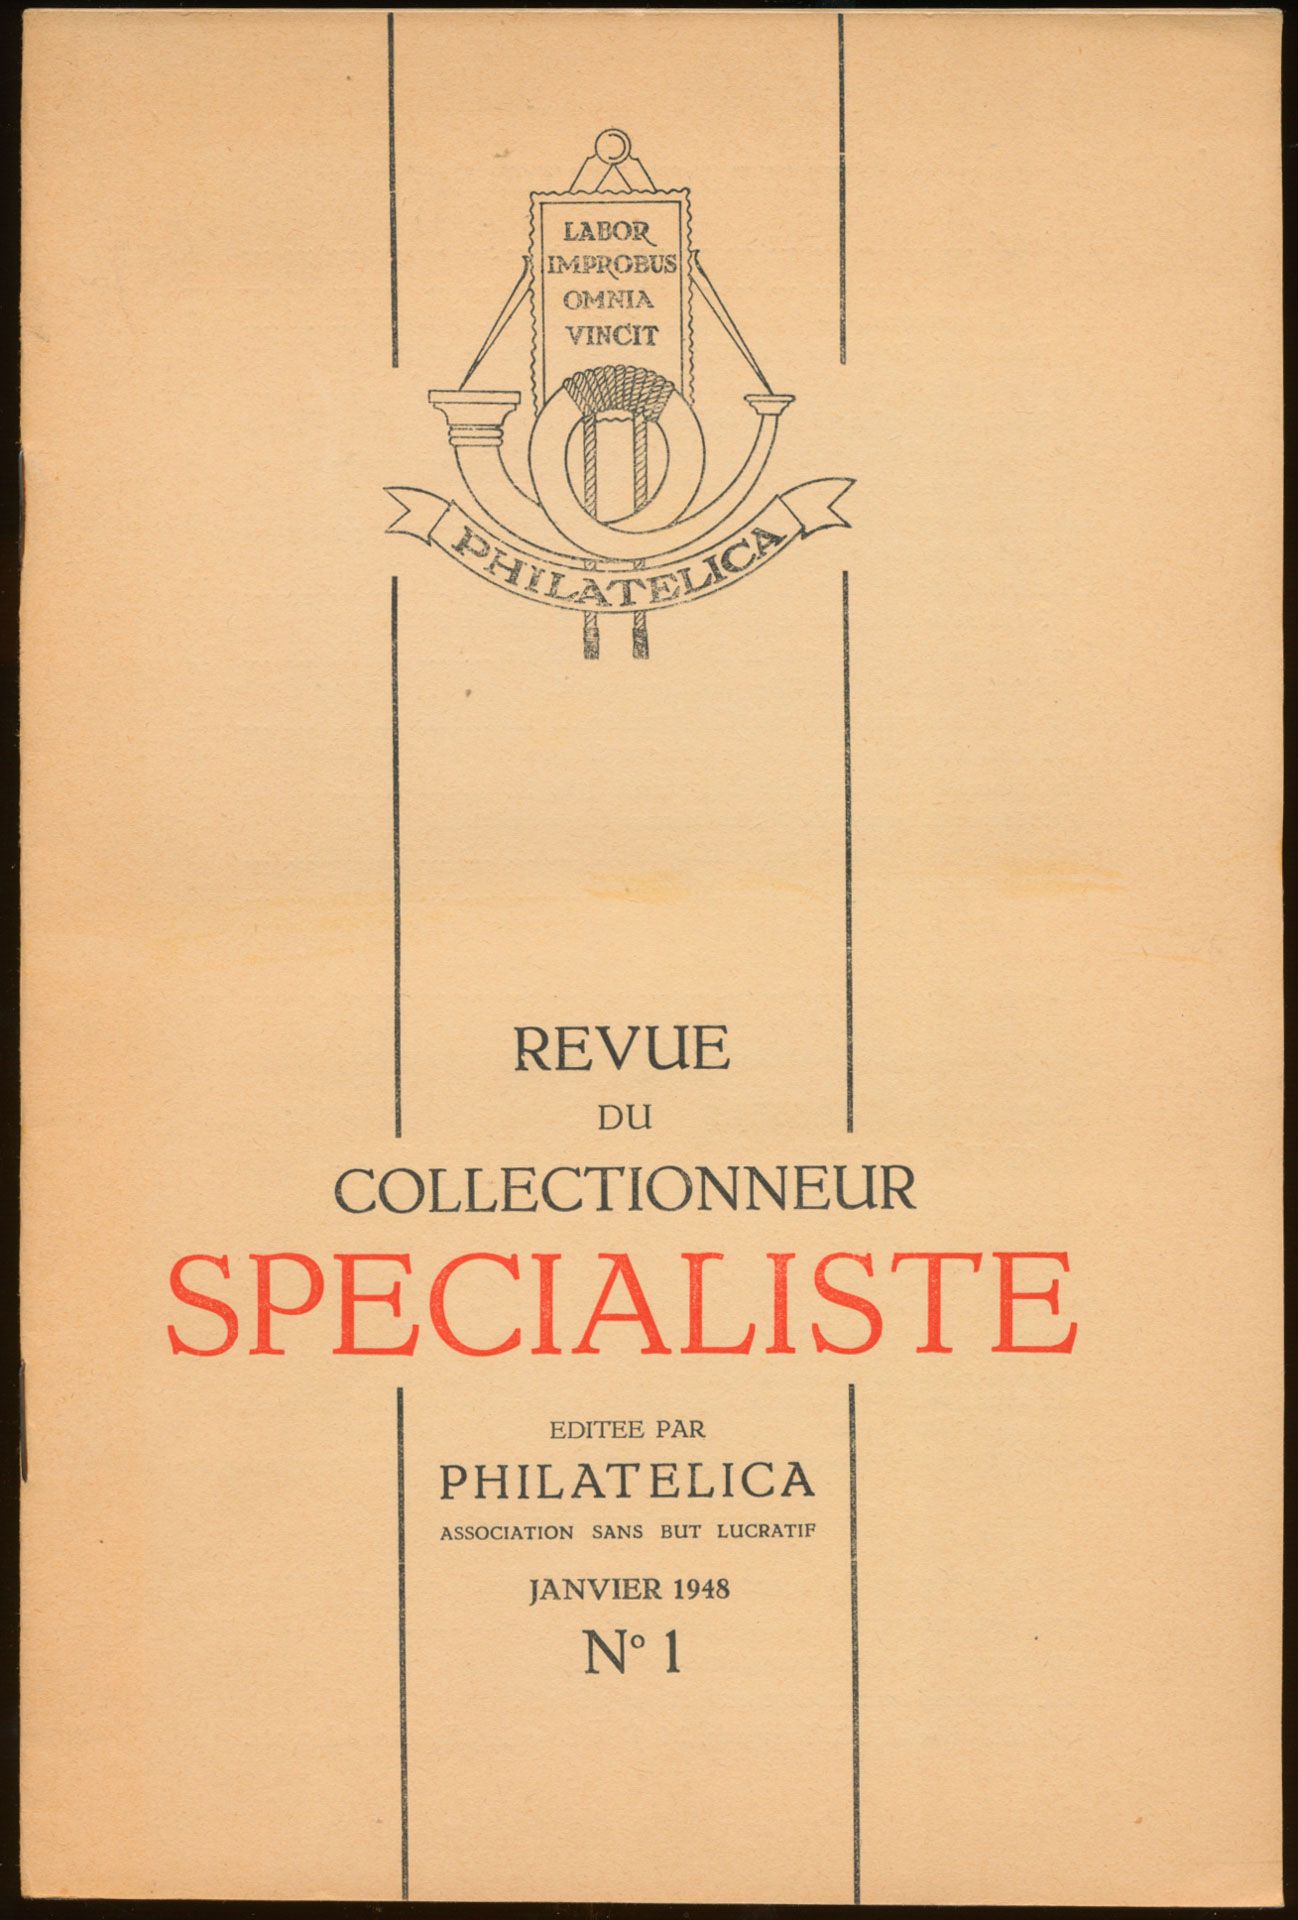 LABOR
IMPROBUS
OMNIA
VINCIT
PHILATELICA
REVUE
DU
COLLECTIONNEUR
SPECIALISTE
EDITEE PAR
PHILATELICA
ASSOCIATION SANS BUT LUCRATIF
JANVIER 1948
Nº 1